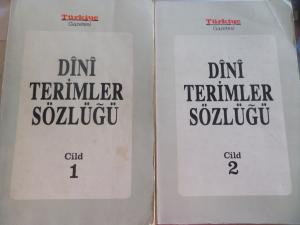 Türkiye
Gazetesi
DÎNÎ
TERİMLER
SÖZLÜĞÜ
Cild
1
Türkiye
Gazetesi
DÎNÎ
TERİMLER
SÖZLÜĞÜ
Cild
2